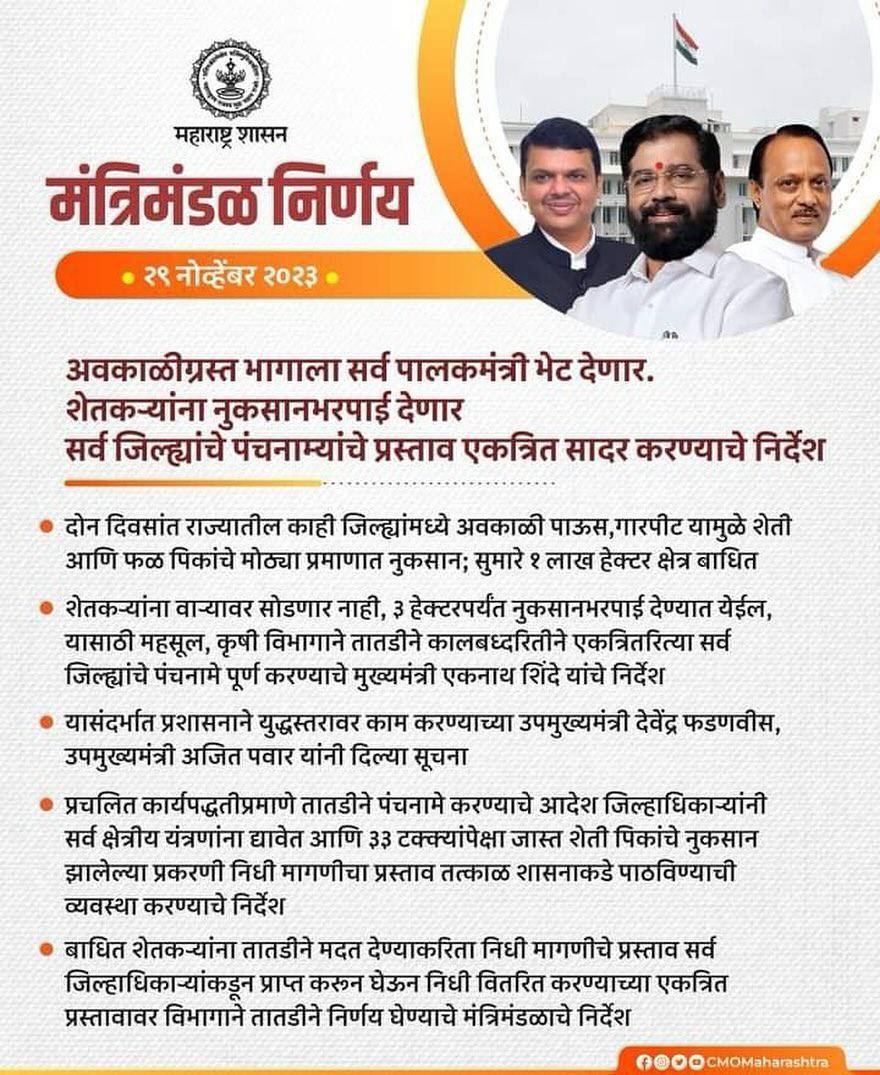 महाराष्ट्र शासन
मंत्रिमंडळ निर्णय
२९ नोव्हेंबर २०२३
अवकाळीग्रस्त भागाला सर्व पालकमंत्री भेट देणार.
शेतकऱ्यांना नुकसानभरपाई देणार
सर्व जिल्ह्यांचे पंचनाम्यांचे प्रस्ताव एकत्रित सादर करण्याचे निर्देश
दोन दिवसांत राज्यातील काही जिल्ह्यांमध्ये अवकाळी पाऊस,गारपीट यामुळे शेती
आणि फळ पिकांचे मोठ्या प्रमाणात नुकसान; सुमारे १ लाख हेक्टर क्षेत्र बाधित
शेतकऱ्यांना वाऱ्यावर सोडणार नाही, ३ हेक्टरपर्यंत नुकसानभरपाई देण्यात येईल,
यासाठी महसूल, कृषी विभागाने तातडीने कालबध्दरितीने एकत्रितरित्या सर्व
जिल्ह्यांचे पंचनामे पूर्ण करण्याचे मुख्यमंत्री एकनाथ शिंदे यांचे निर्देश
यासंदर्भात प्रशासनाने युद्धस्तरावर काम करण्याच्या उपमुख्यमंत्री देवेंद्र फडणवीस,
उपमुख्यमंत्री अजित पवार यांनी दिल्या सूचना
प्रचलित कार्यपद्धतीप्रमाणे तातडीने पंचनामे करण्याचे आदेश जिल्हाधिकाऱ्यांनी
सर्व क्षेत्रीय यंत्रणांना द्यावेत आणि ३३ टक्क्यांपेक्षा जास्त शेती पिकांचे नुकसान
झालेल्या प्रकरणी निधी मागणीचा प्रस्ताव तत्काळ शासनाकडे पाठविण्याची
व्यवस्था करण्याचे निर्देश
बाधित शेतकऱ्यांना तातडीने मदत देण्याकरिता निधी मागणीचे प्रस्ताव सर्व
जिल्हाधिकाऱ्यांकडून प्राप्त करून घेऊन निधी वितरित करण्याच्या एकत्रित
प्रस्तावावर विभागाने तातडीने निर्णय घेण्याचे मंत्रिमंडळाचे निर्देश
CMOMaharashtra